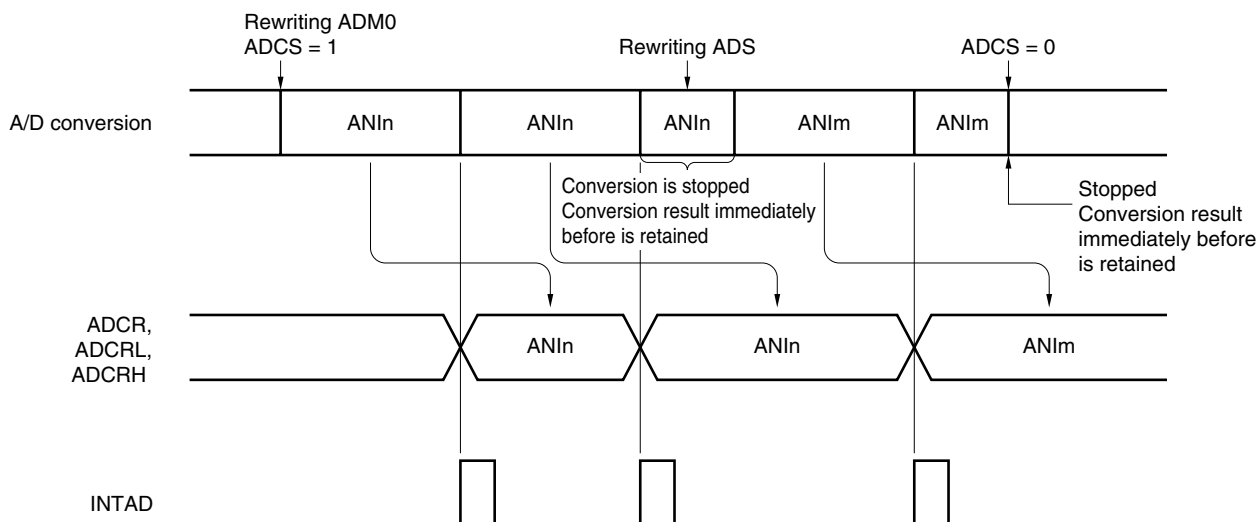 Rewriting ADM0
ADCS = 1
Rewriting ADS
ADCS = 0
A/D conversion
ANIn
ANIn
ANIn
ANIm
ANIm
Conversion is stopped
Conversion result immediately
before is retained
Stopped
Conversion result
immediately before
is retained
ADCR,
ADCRL,
ADCRH
ANIn
ANIn
ANIm
INTAD